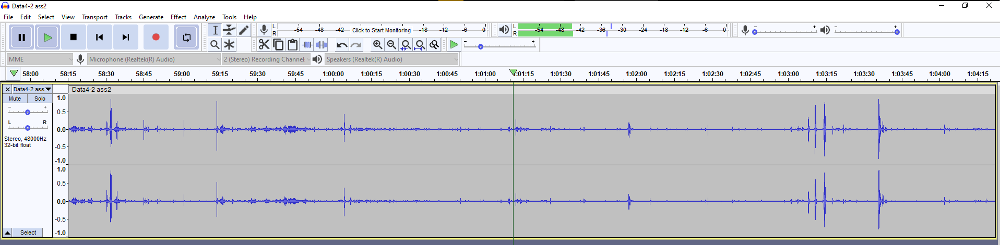 Data4-2 ass2
File Edit Select View Transport Tracks Generate Effect Analyze Tools Help
L R -54 -48 -42 Click to Start Monitoring -18 -12 -6 0 L R -54 -48 -42 -36 -30 -24 -18 -12 -6 0 - + - +
- +
MME Microphone (Realtek(R) Audio) 2 (Stereo) Recording Channel Speakers (Realtek(R) Audio)
58:00 58:15 58:30 58:45 59:00 59:15 59:30 59:45 1:00:00 1:00:15 1:00:30 1:00:45 1:01:00 1:01:15 1:01:30 1:01:45 1:02:00 1:02:15 1:02:30 1:02:45 1:03:00 1:03:15 1:03:30 1:03:45 1:04:00 1:04:15
Data4-2 ass Data4-2 ass2
Mute Solo 1.0
- + 0.5
L R 0.0
Stereo, 48000Hz
32-bit float -0.5
-1.0
1.0
0.5
0.0
-0.5
Select -1.0